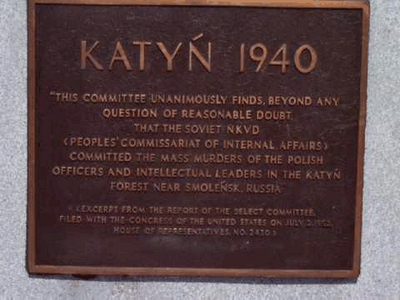 KATYŃ 1940
"THIS COMMITTEE UNANIMOUSLY FINDS, BEYOND ANY
QUESTION OF REASONABLE DOUBT
THAT THE SOVIET NKVD
(PEOPLES' COMMISSARIAT OF INTERNAL AFFAIRS)
COMMITTED THE MASS MURDERS OF THE POLISH
OFFICERS AND INTELLECTUAL LEADERS IN THE KATYŃ
FOREST NEAR SMOLEŃSK, RUSSIA
(EXCERPT FROM THE REPORT OF THE SELECT COMMITTEE,
FILED WITH THE CONGRESS OF THE UNITED STATES ON JULY 2, 1952,
HOUSE OF REPRESENTATIVES, NO. 2430)